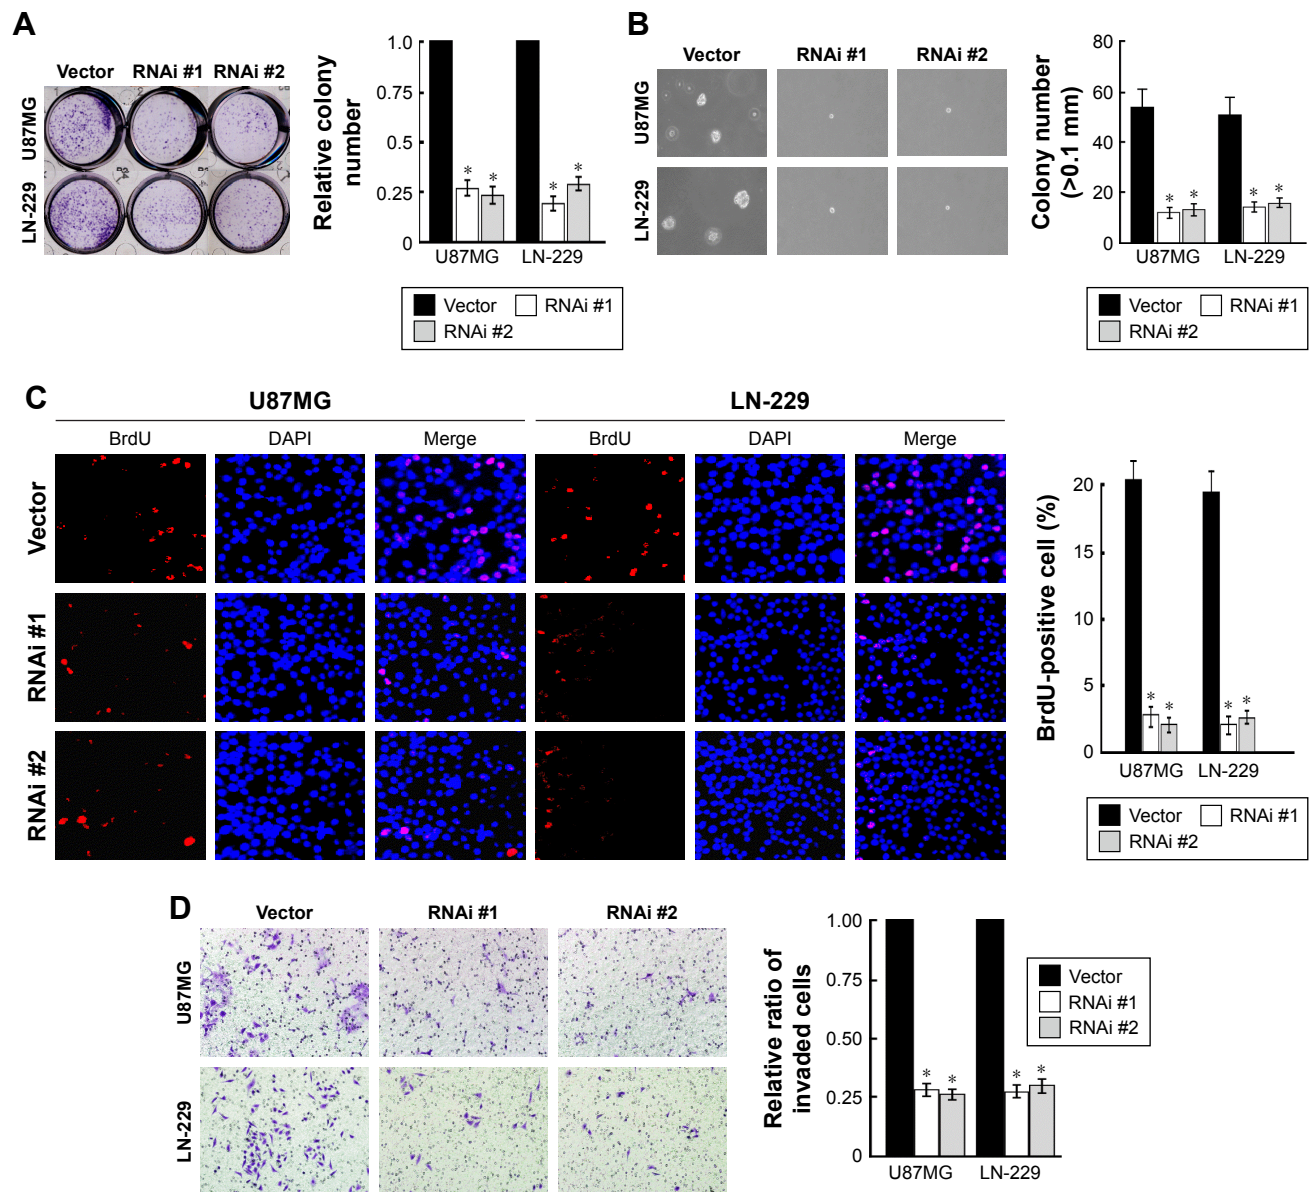 A
Vector RNAi #1 RNAi #2
U87MG
LN-229
Relative colony
number
1.0
0.75
0.5
0.25
0
* * * *
U87MG LN-229
Vector RNAi #1
RNAi #2
B
Vector RNAi #1 RNAi #2
U87MG
LN-229
Colony number
(>0.1 mm)
80
60
40
20
0
* * * *
U87MG LN-229
Vector RNAi #1
RNAi #2
C
U87MG LN-229
BrdU DAPI Merge BrdU DAPI Merge
Vector
RNAi #1
RNAi #2
BrdU-positive cell (%)
20
15
10
5
0
* * * *
U87MG LN-229
Vector RNAi #1
RNAi #2
D
Vector RNAi #1 RNAi #2
U87MG
LN-229
Relative ratio of
invaded cells
1.00
0.75
0.50
0.25
0
* * * *
U87MG LN-229
Vector
RNAi #1
RNAi #2